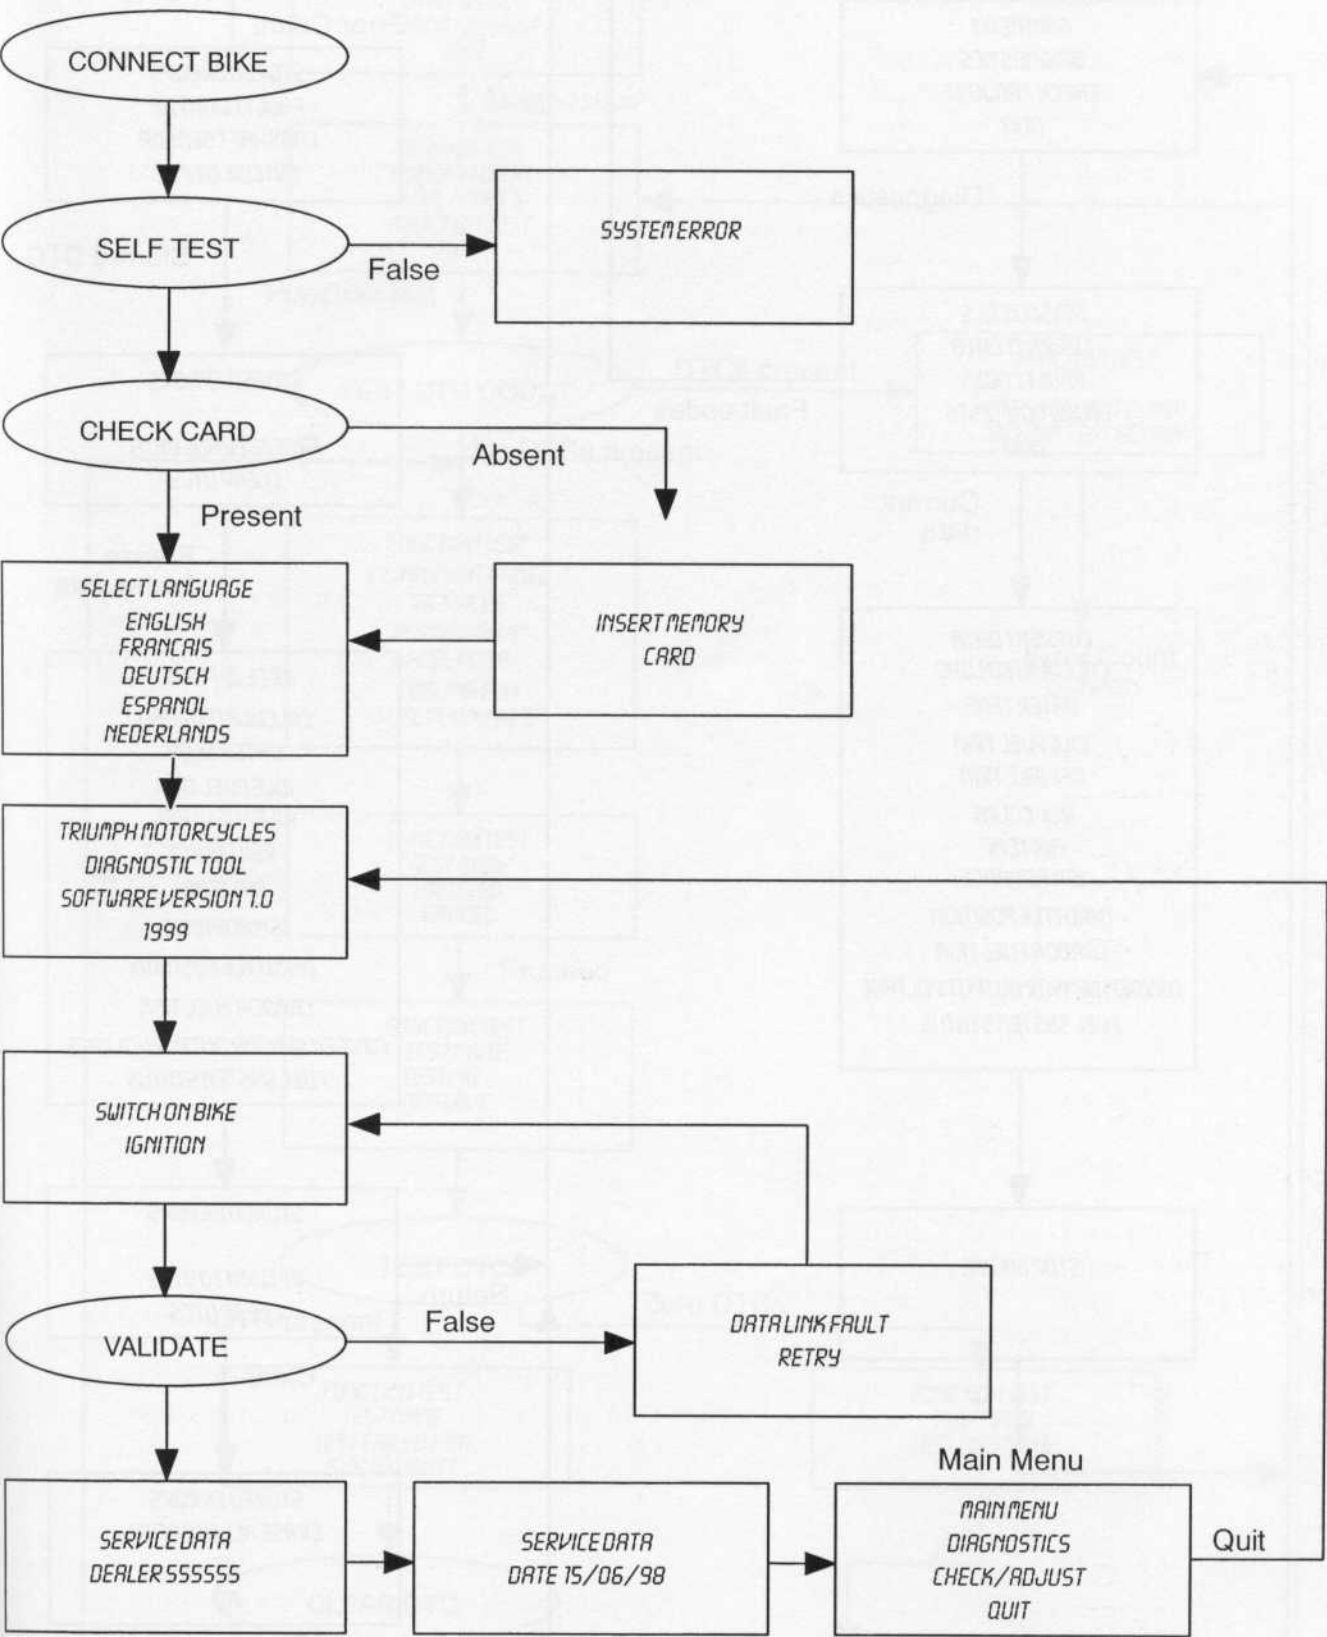 CONNECT BIKE
SELF TEST
False
SYSTEM ERROR
CHECK CARD
Absent
Present
SELECT LANGUAGE
ENGLISH
FRANCAIS
DEUTSCH
ESPANOL
NEDERLANDS
INSERT MEMORY
CARD
TRIUMPH MOTORCYCLES
DIAGNOSTIC TOOL
SOFTWARE VERSION 7.0
1999
SWITCH ON BIKE
IGNITION
VALIDATE
False
DATA LINK FAULT
RETRY
SERVICE DATA
DEALER 555555
SERVICE DATA
DATE 15/06/98
Main Menu
MAIN MENU
DIAGNOSTICS
CHECK/ADJUST
QUIT
Quit